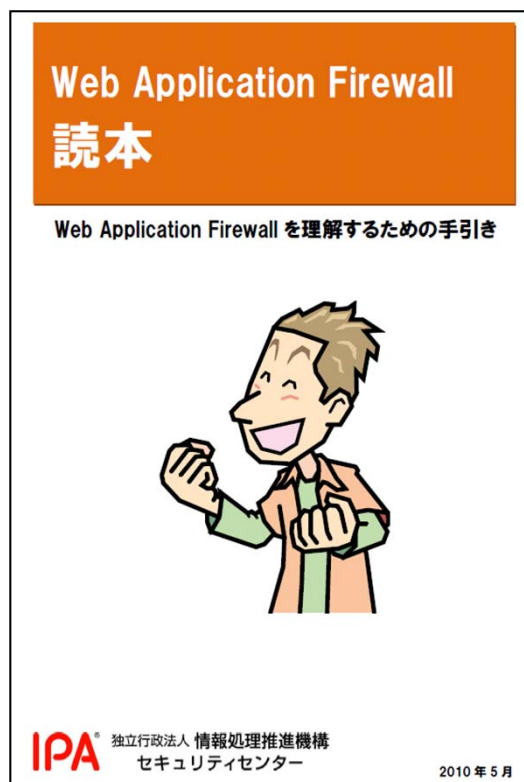 Web Application Firewall
読本
Web Application Firewall を理解するための手引き
IPA®
独立行政法人 情報処理推進機構
セキュリティセンター
2010 年 5 月